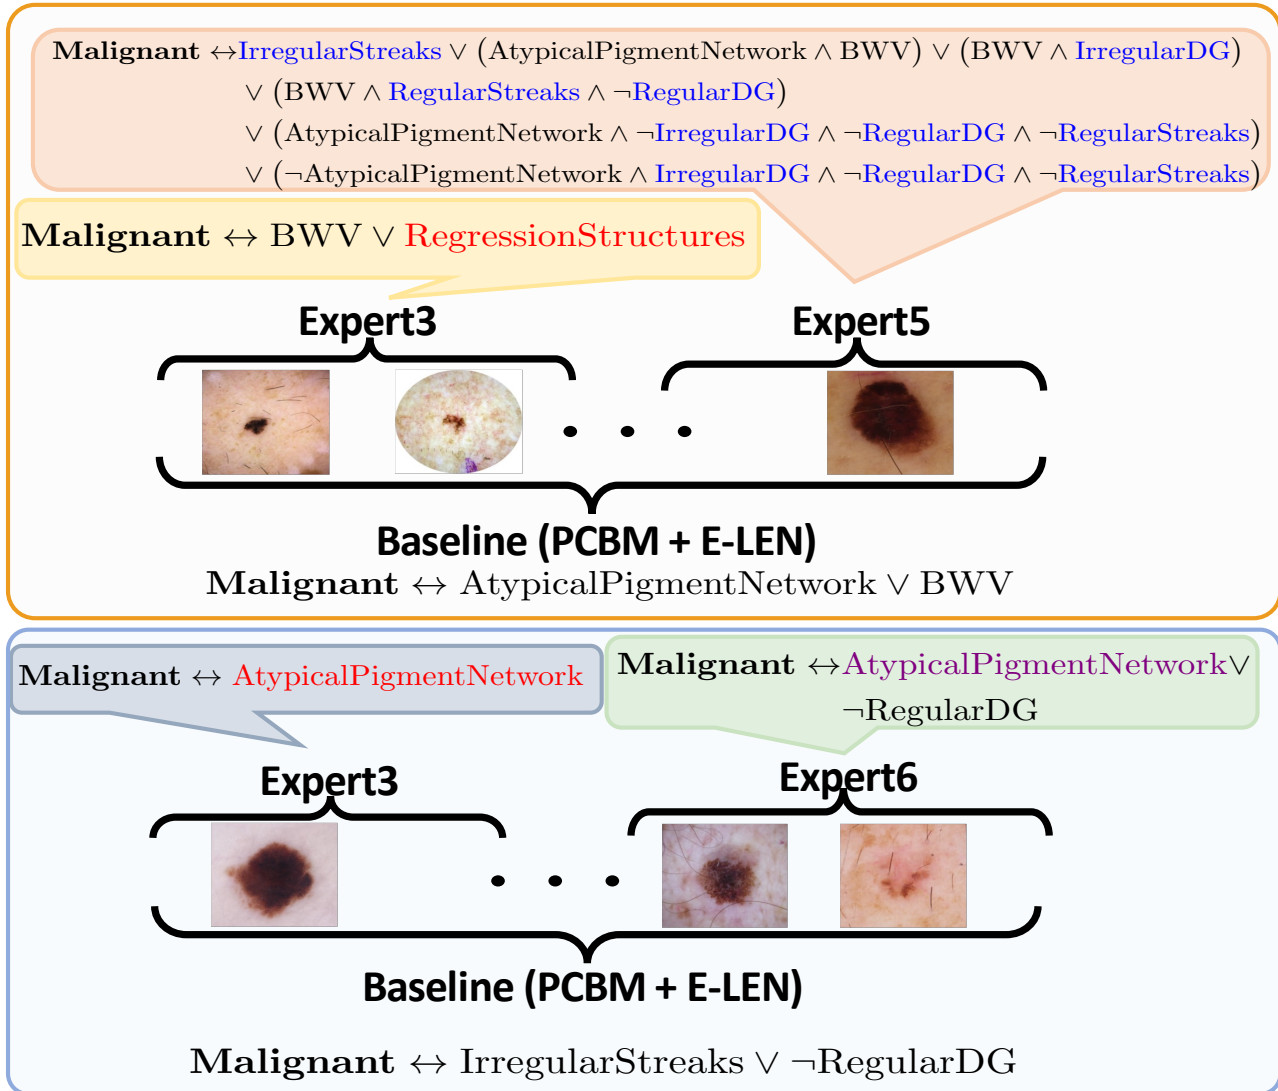 Malignant ↔IrregularStreaks ∨ (AtypicalPigmentNetwork ∧ BWV) ∨ (BWV ∧ IrregularDG)
∨ (BWV ∧ RegularStreaks ∧ ¬RegularDG)
∨ (AtypicalPigmentNetwork ∧ ¬IrregularDG ∧ ¬RegularDG ∧ ¬RegularStreaks)
∨ (¬AtypicalPigmentNetwork ∧ IrregularDG ∧ ¬RegularDG ∧ ¬RegularStreaks)
Malignant ↔ BWV ∨ RegressionStructures
Expert3
Expert5
Baseline (PCBM + E-LEN)
Malignant ↔ AtypicalPigmentNetwork ∨ BWV
Malignant ↔ AtypicalPigmentNetwork
Malignant ↔AtypicalPigmentNetwork∨
¬RegularDG
Expert3
Expert6
Baseline (PCBM + E-LEN)
Malignant ↔ IrregularStreaks ∨ ¬RegularDG